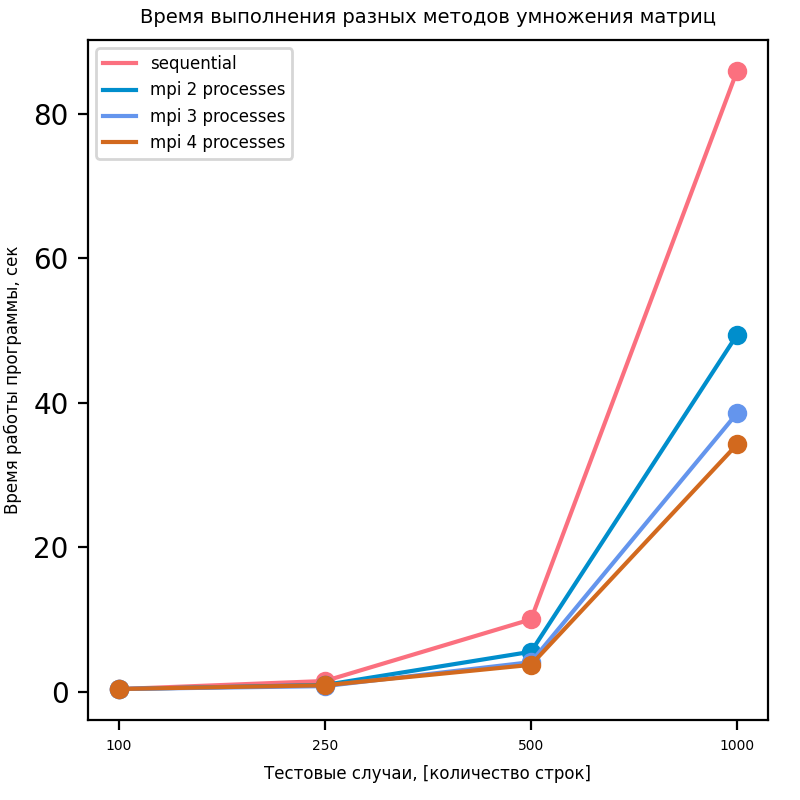 Время выполнения разных методов умножения матриц
sequential
mpi 2 processes
mpi 3 processes
mpi 4 processes
80
60
40
20
0
Время работы программы, сек
100 250 500 1000
Тестовые случаи, [количество строк]